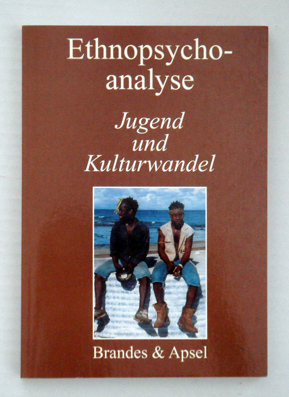 Ethnopsycho-
analyse
Jugend
und
Kulturwandel
Brandes & Apsel